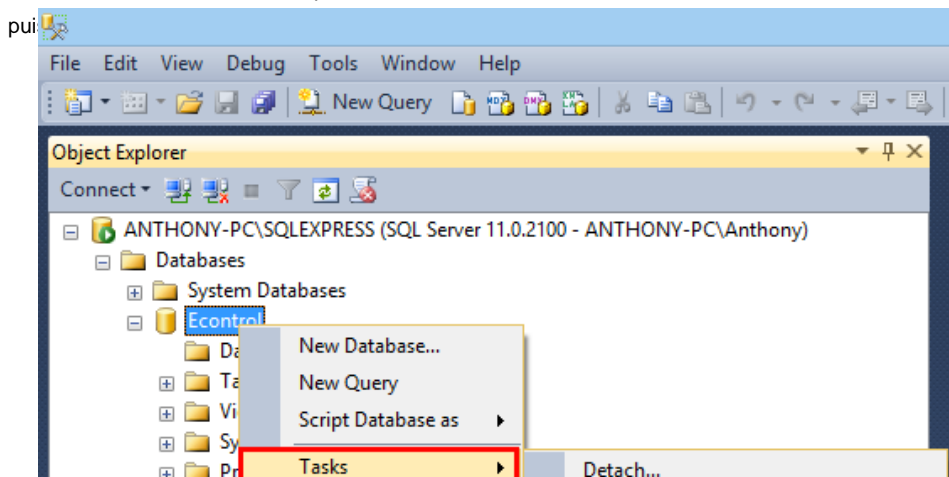 pui
File Edit View Debug Tools Window Help
New Query
Object Explorer
Connect
ANTHONY-PC\SQLEXPRESS (SQL Server 11.0.2100 - ANTHONY-PC\Anthony)
Databases
System Databases
Econtrol
New Database...
New Query
Script Database as
Tasks
Detach...